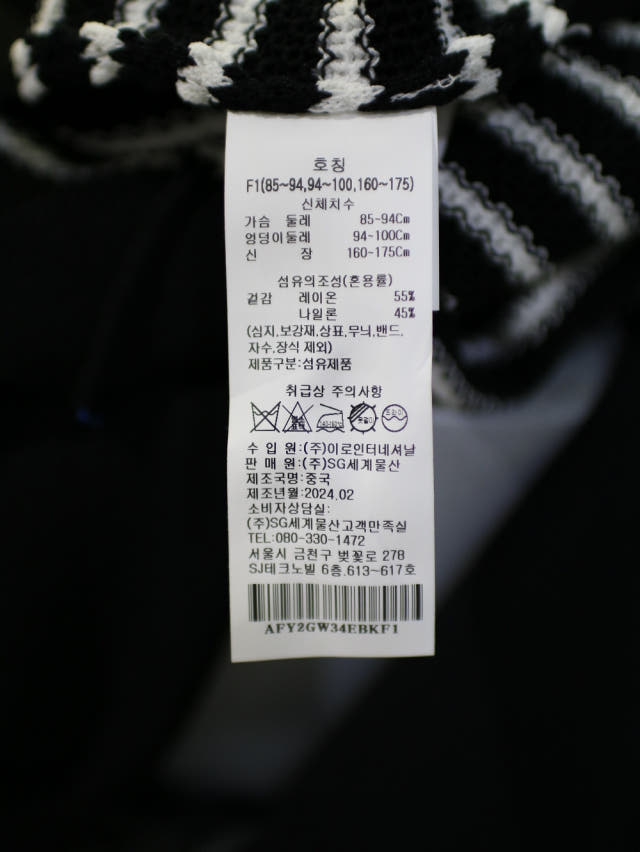 호칭
F1(85~94,94~100,160~175)
신체치수
가슴 둘레 85~94Cm
엉덩이둘레 94~100Cm
신 장 160~175Cm
섬유의조성(혼용률)
겉감 레이온 55%
나일론 45%
(심지,보강재,상표,무늬,밴드,
자수,장식 제외)
제품구분:섬유제품
취급상 주의사항
드라이
수 입 원:(주)이로인터네셔날
판 매 원:(주)SG세계물산
제조국명:중국
제조년월:2024.02
소비자상담실:
(주)SG세계물산고객만족실
TEL:080-330-1472
서울시 금천구 벚꽃로 278
SJ테크노빌 6층.613~617호
AFY2GW34EBKF1